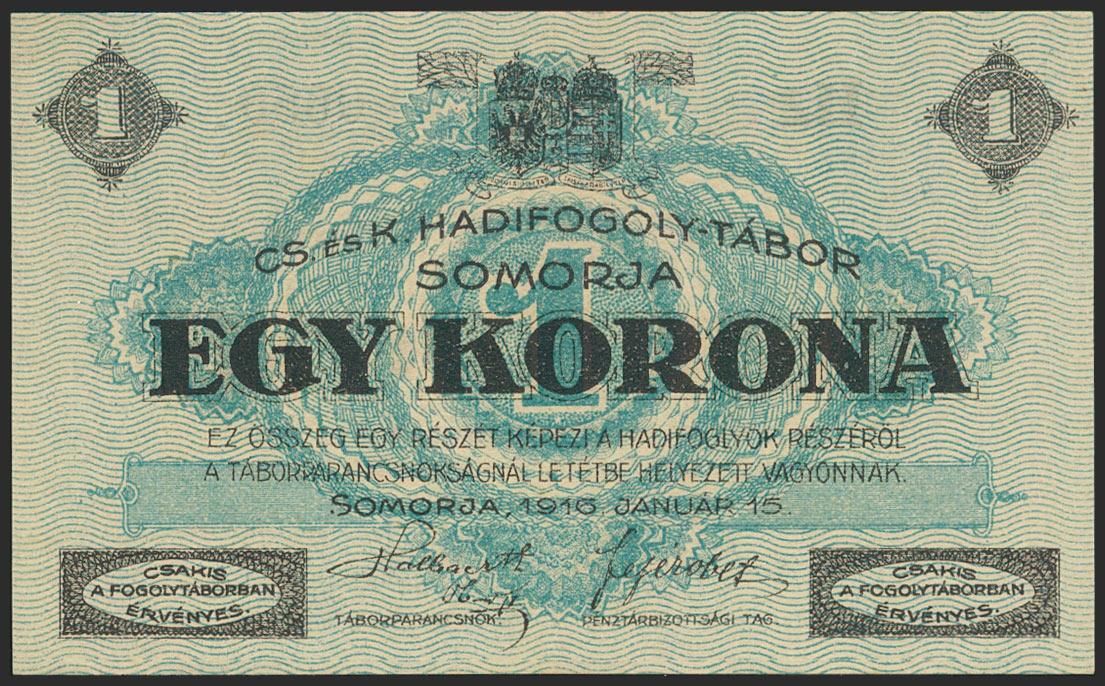 1
1
CS. ÉS K. HADIFOGOLY-TÁBOR
SOMORJA
1
EGY KORONA
EZ ÖSSZEG EGY RÉSZÉT KÉPEZI A HADIFOGLYOK RÉSZÉRŐL
A TÁBORPARANCSNOKSÁGNÁL LETÉTBE HELYEZETT VAGYONNAK.
SOMORJA, 1916 JANUÁR 15.
TÁBORPARANCSNOK.
PÉNZTÁRBIZOTTSÁGI TAG.
CSAKIS
A FOGOLYTÁBORBAN
ÉRVÉNYES.
CSAKIS
A FOGOLYTÁBORBAN
ÉRVÉNYES.